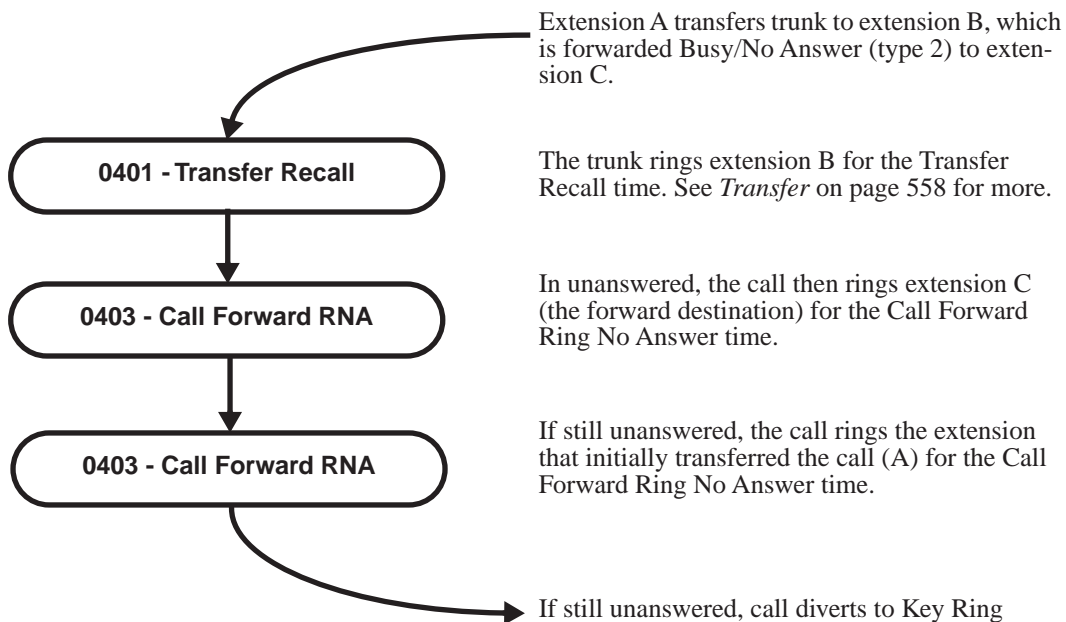 Extension A transfers trunk to extension B, which
is forwarded Busy/No Answer (type 2) to exten-
sion C.
0401 - Transfer Recall
The trunk rings extension B for the Transfer
Recall time. See Transfer on page 558 for more.
0403 - Call Forward RNA
In unanswered, the call then rings extension C
(the forward destination) for the Call Forward
Ring No Answer time.
0403 - Call Forward RNA
If still unanswered, the call rings the extension
that initially transferred the call (A) for the Call
Forward Ring No Answer time.
If still unanswered, call diverts to Key Ring